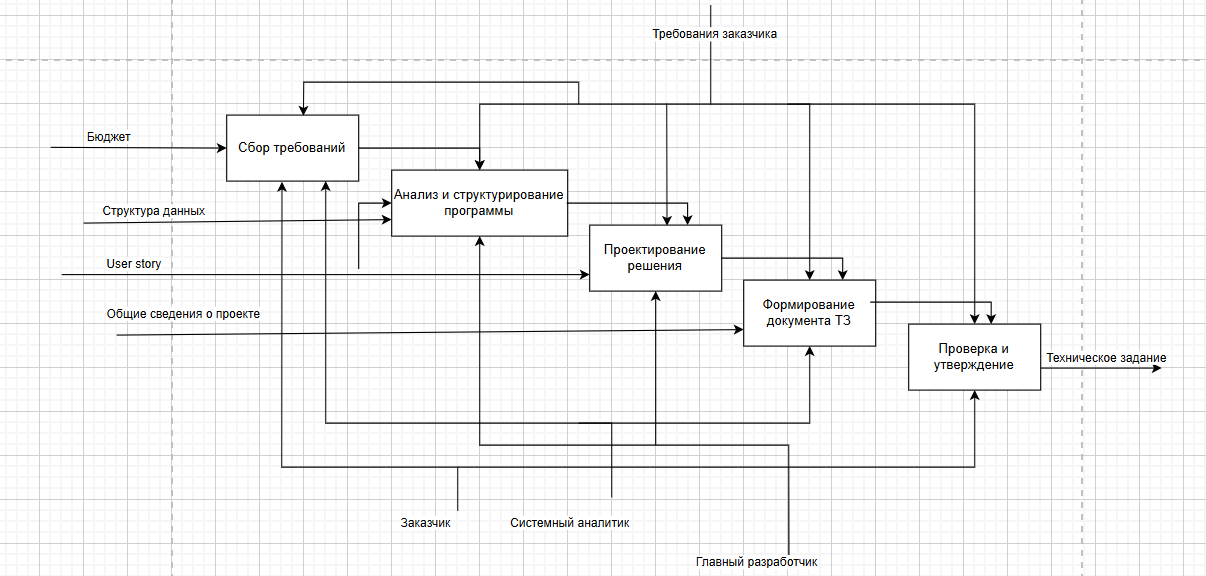 Требования заказчика
Бюджет
Сбор требований
Анализ и структурирование
программы
Структура данных
User story
Проектирование
решения
Общие сведения о проекте
Формирование
документа ТЗ
Проверка и
утверждение
Техническое задание
Заказчик
Системный аналитик
Главный разработчик